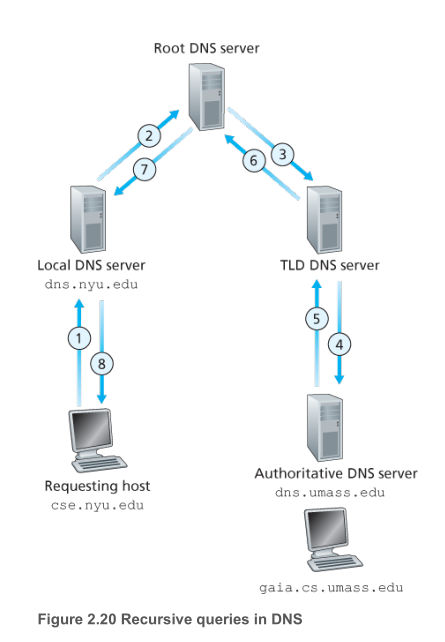 Root DNS server
2
3
7
6
Local DNS server
dns.nyu.edu
TLD DNS server
1
8
5
4
Requesting host
cse.nyu.edu
Authoritative DNS server
dns.umass.edu
gaia.cs.umass.edu
Figure 2.20 Recursive queries in DNS